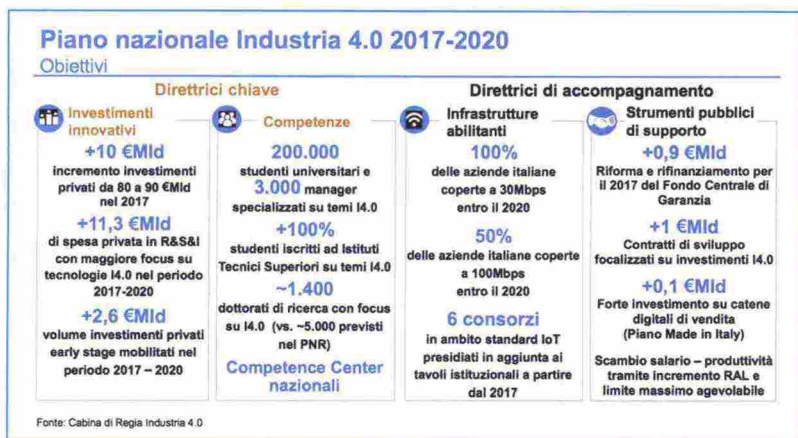 Piano nazionale Industria 4.0 2017-2020
Obiettivi
Direttrici chiave
Investimenti
innovativi
+10 €Mld
incremento investimenti
privati da 80 a 90 €Mld
nel 2017
+11,3 €Mld
di spesa privata in R&S&I
con maggiore focus su
tecnologie I4.0 nel periodo
2017-2020
+2,6 €Mld
volume investimenti privati
early stage mobilitati nel
periodo 2017 – 2020
Competenze
200.000
studenti universitari e
3.000 manager
specializzati su temi I4.0
+100%
studenti iscritti ad Istituti
Tecnici Superiori su temi I4.0
~1.400
dottorati di ricerca con focus
su I4.0 (vs. ~5.000 previsti
nel PNR)
Competence Center
nazionali
Direttrici di accompagnamento
Infrastrutture
abilitanti
100%
delle aziende italiane
coperte a 30Mbps
entro il 2020
50%
delle aziende italiane coperte
a 100Mbps
entro il 2020
6 consorzi
in ambito standard IoT
presidiati in aggiunta ai
tavoli istituzionali a partire
dal 2017
Strumenti pubblici
di supporto
+0,9 €Mld
Riforma e rifinanziamento per
il 2017 del Fondo Centrale di
Garanzia
+1 €Mld
Contratti di sviluppo
focalizzati su investimenti I4.0
+0,1 €Mld
Forte investimento su catene
digitali di vendita
(Piano Made in Italy)
Scambio salario – produttività
tramite incremento RAL e
limite massimo agevolabile
Fonte: Cabina di Regia Industria 4.0